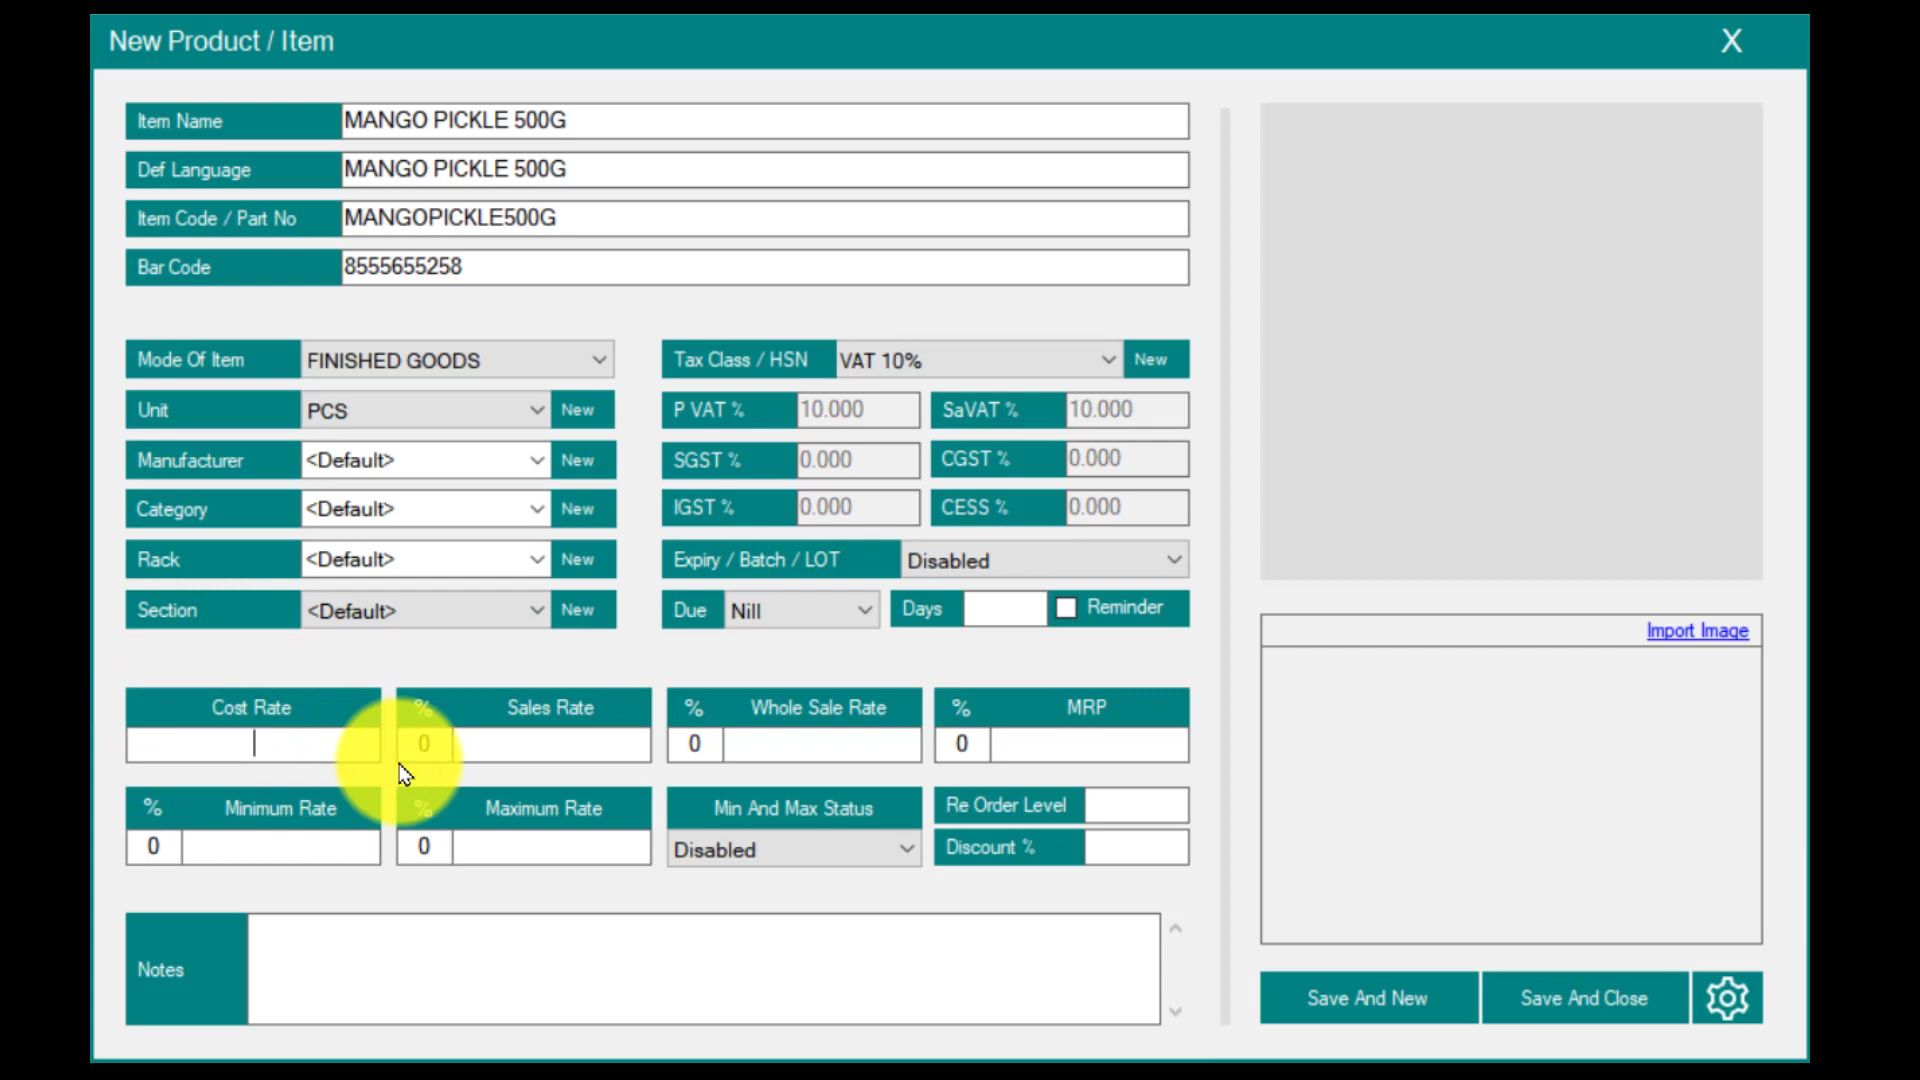 New Product / Item X
Item Name MANGO PICKLE 500G
Def Language MANGO PICKLE 500G
Item Code / Part No MANGOPICKLE500G
Bar Code 8555655258
Mode Of Item FINISHED GOODS
Unit PCS New
Manufacturer <Default> New
Category <Default> New
Rack <Default> New
Section <Default> New
Tax Class / HSN VAT 10% New
P VAT % 10.000 SaVAT % 10.000
SGST % 0.000 CGST % 0.000
IGST % 0.000 CESS % 0.000
Expiry / Batch / LOT Disabled
Due Nill Days Reminder
Cost Rate % Sales Rate % Whole Sale Rate % MRP
0 0 0
% Minimum Rate % Maximum Rate Min And Max Status Re Order Level
0 0 Disabled Discount %
Notes
Import Image
Save And New Save And Close